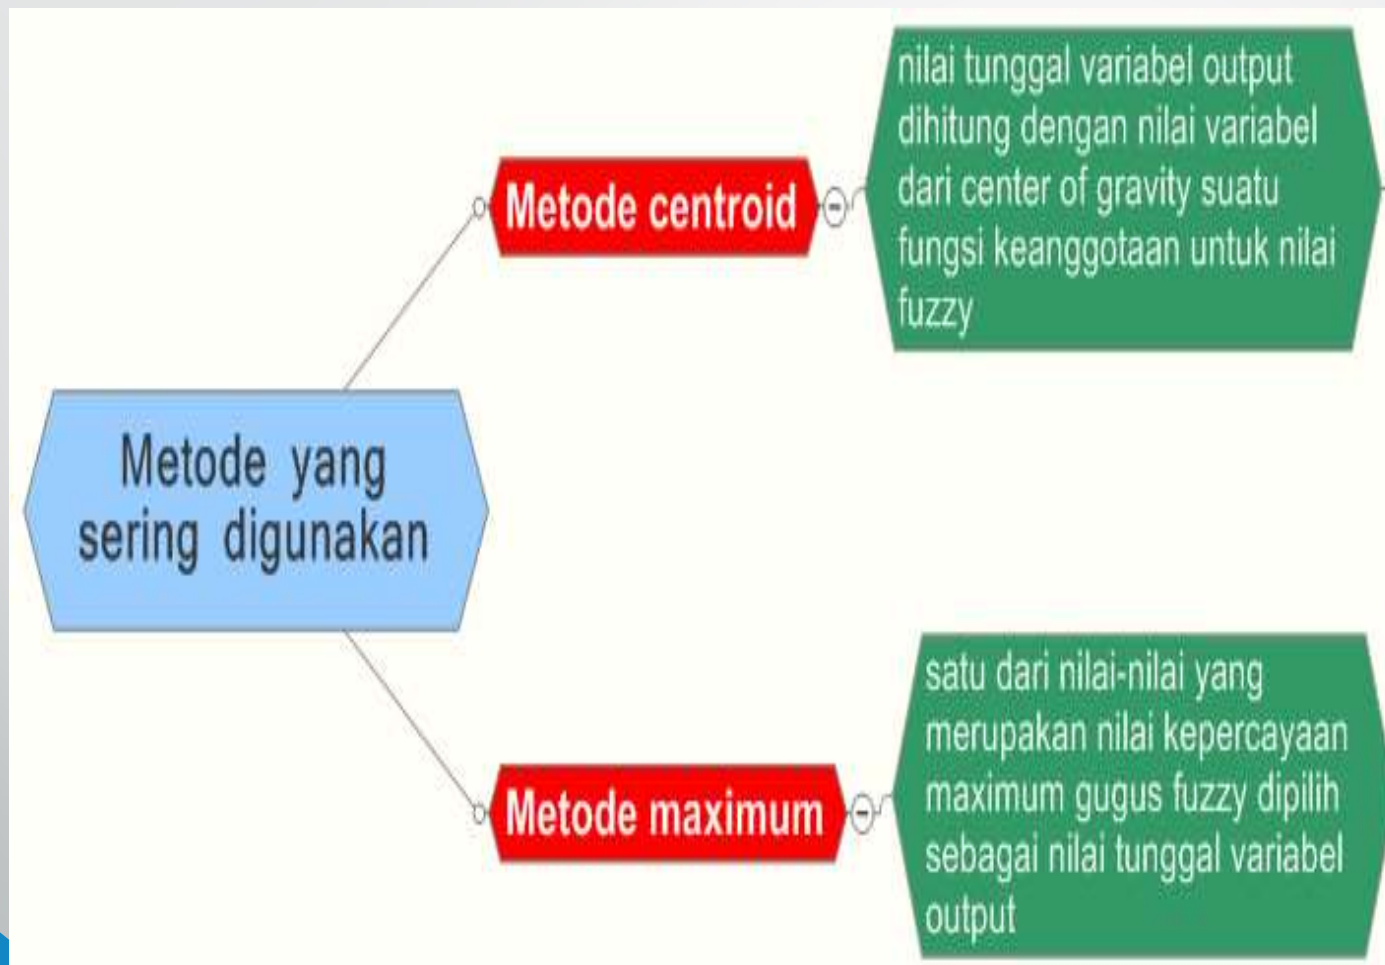 Metode yang
sering digunakan
Metode centroid
nilai tunggal variabel output
dihitung dengan nilai variabel
dari center of gravity suatu
fungsi keanggotaan untuk nilai
fuzzy
Metode maximum
satu dari nilai-nilai yang
merupakan nilai kepercayaan
maximum gugus fuzzy dipilih
sebagai nilai tunggal variabel
output